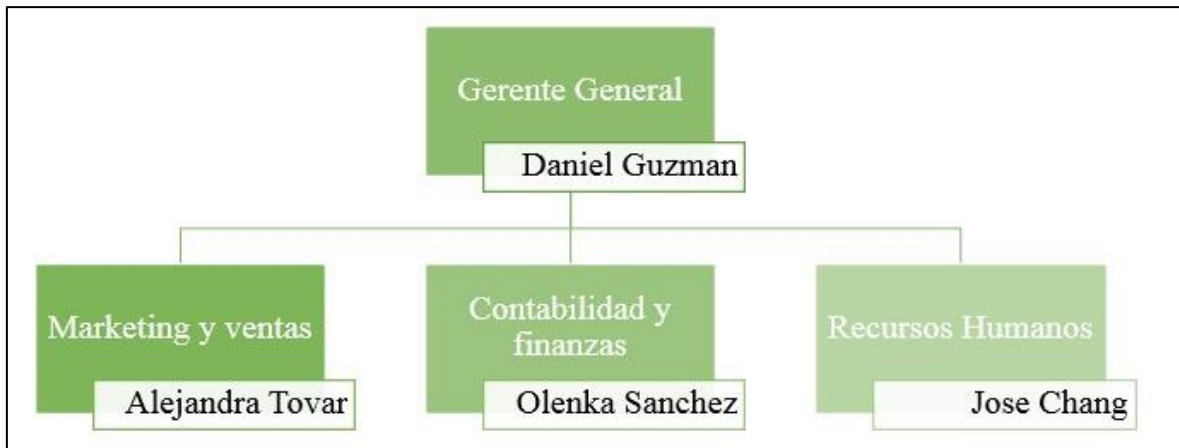 Gerente General
Daniel Guzman
Marketing y ventas
Alejandra Tovar
Contabilidad y
finanzas
Olenka Sanchez
Recursos Humanos
Jose Chang